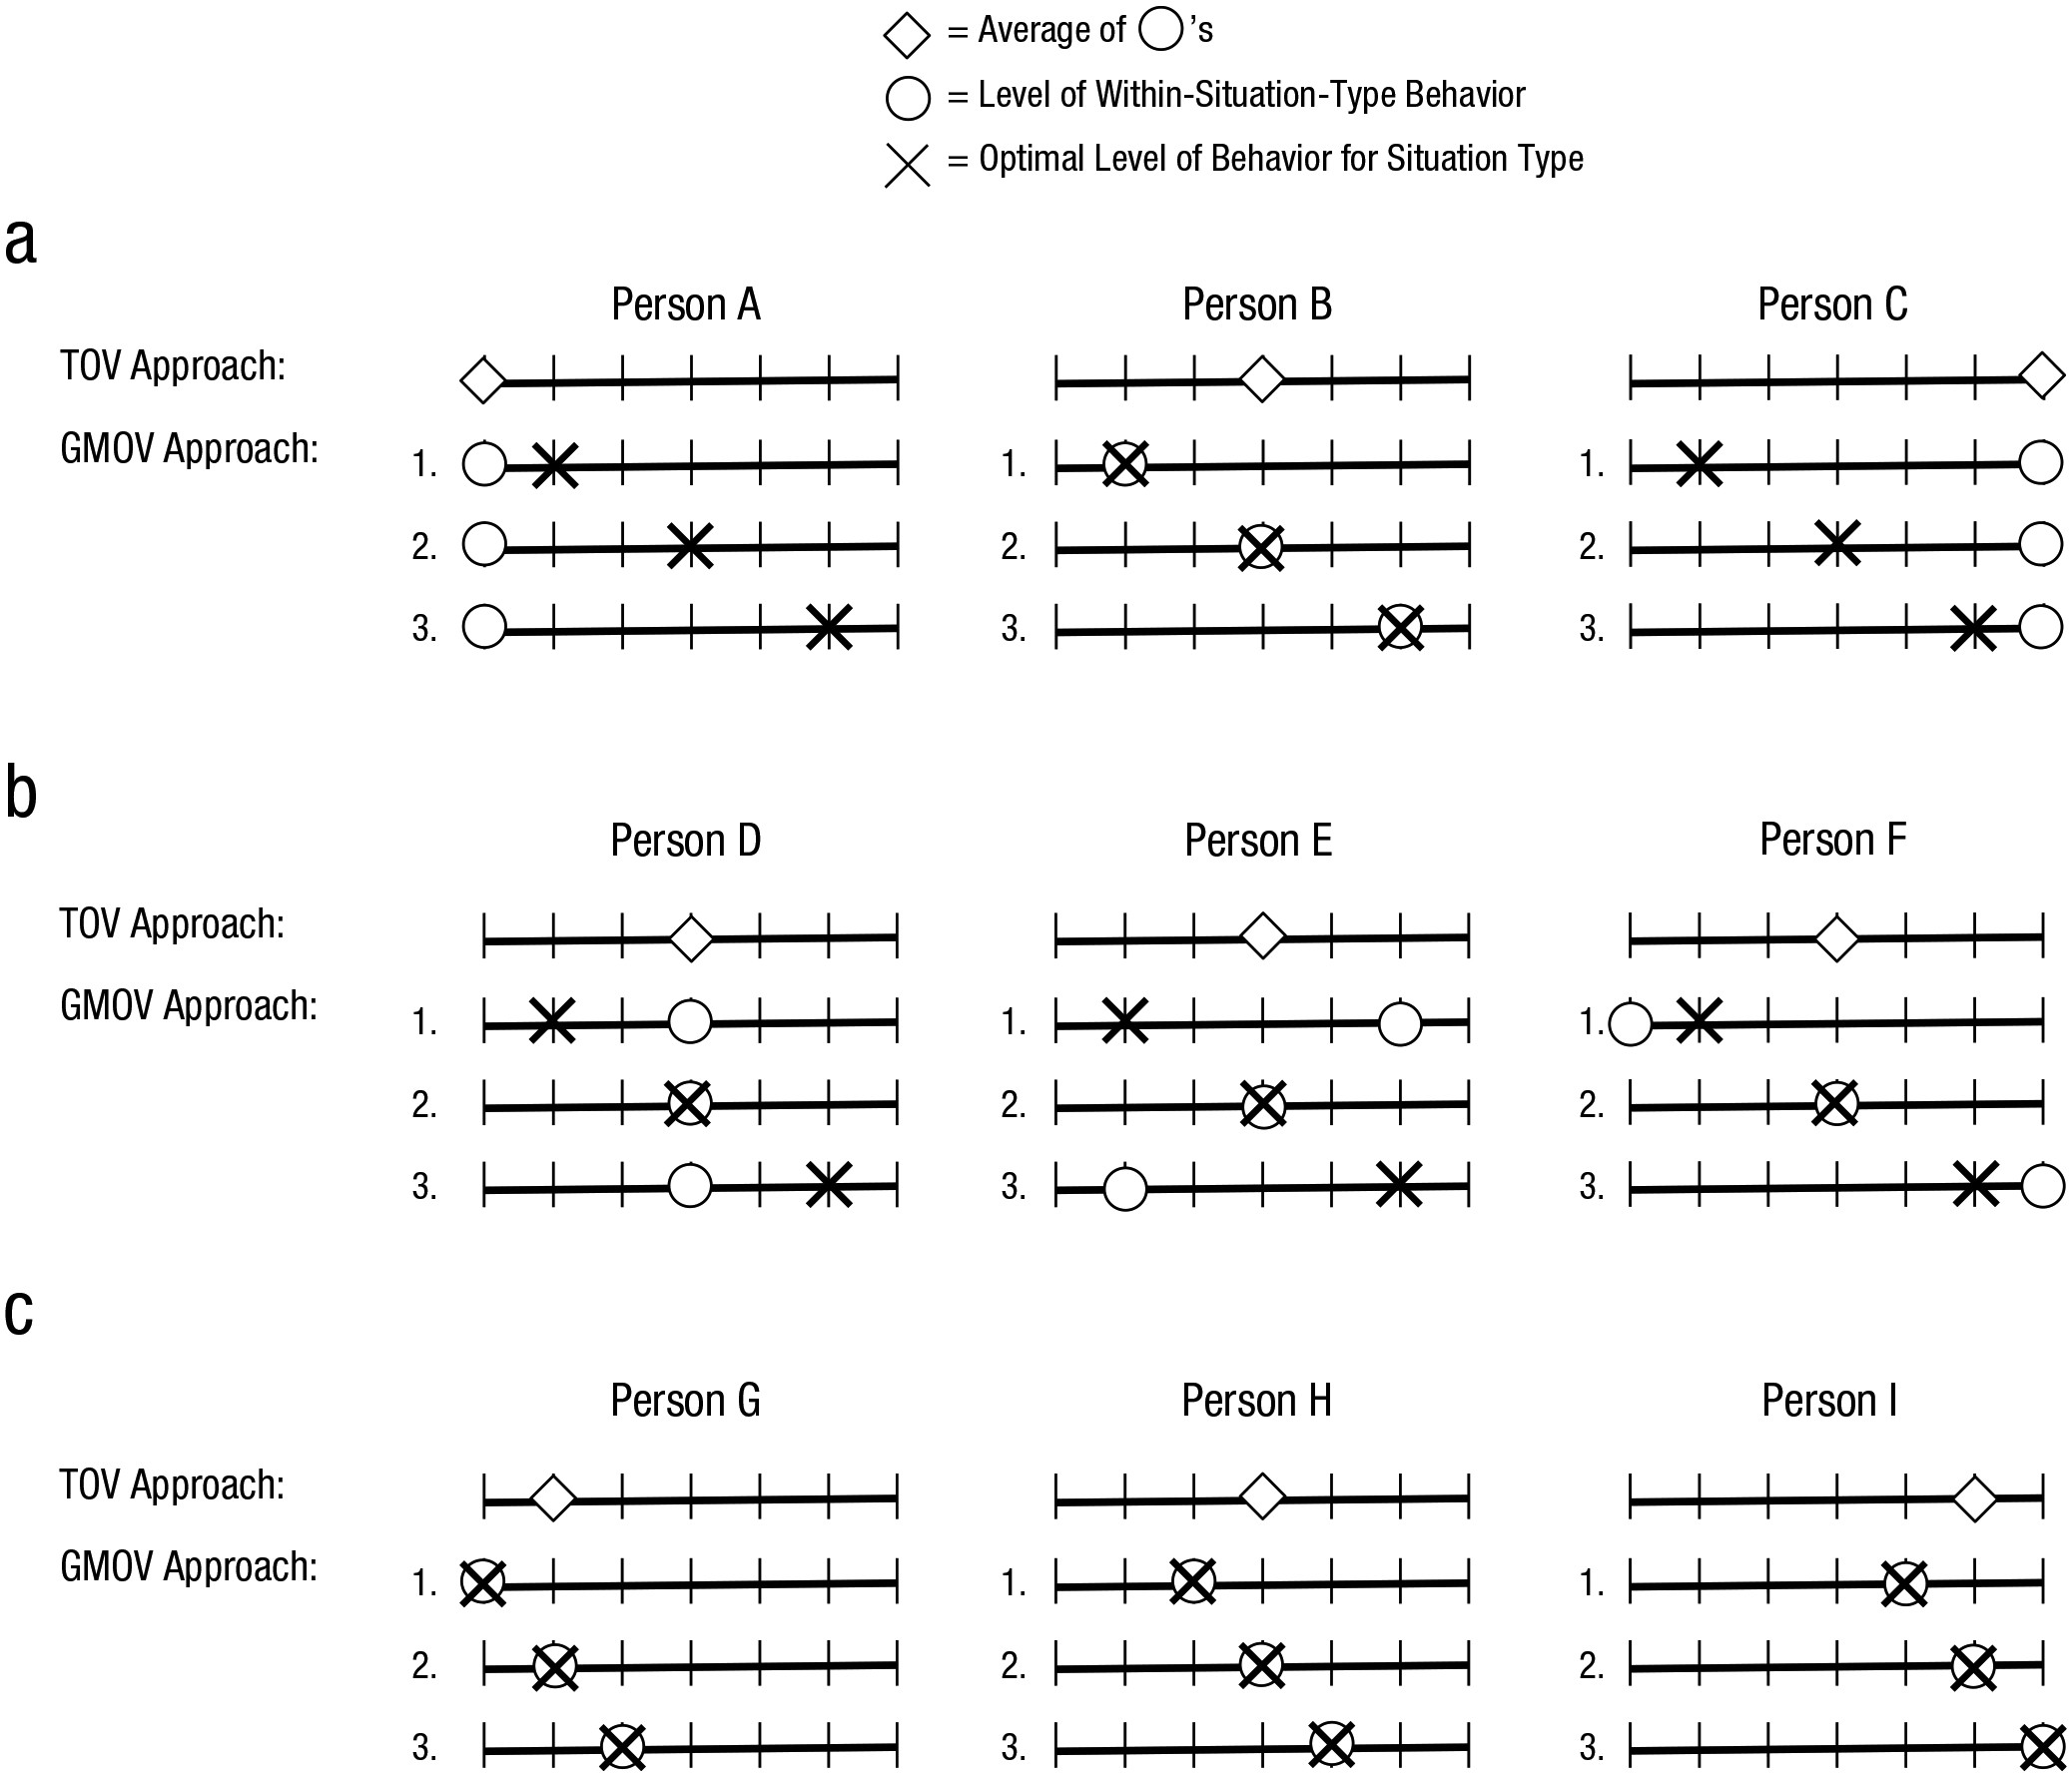 = Average of 's
= Level of Within-Situation-Type Behavior
= Optimal Level of Behavior for Situation Type
a
Person A Person B Person C
TOV Approach:
GMOV Approach:
1. 1. 1.
2. 2. 2.
3. 3. 3.
b
Person D Person E Person F
TOV Approach:
GMOV Approach:
1. 1. 1.
2. 2. 2.
3. 3. 3.
c
Person G Person H Person I
TOV Approach:
GMOV Approach:
1. 1. 1.
2. 2. 2.
3. 3. 3.